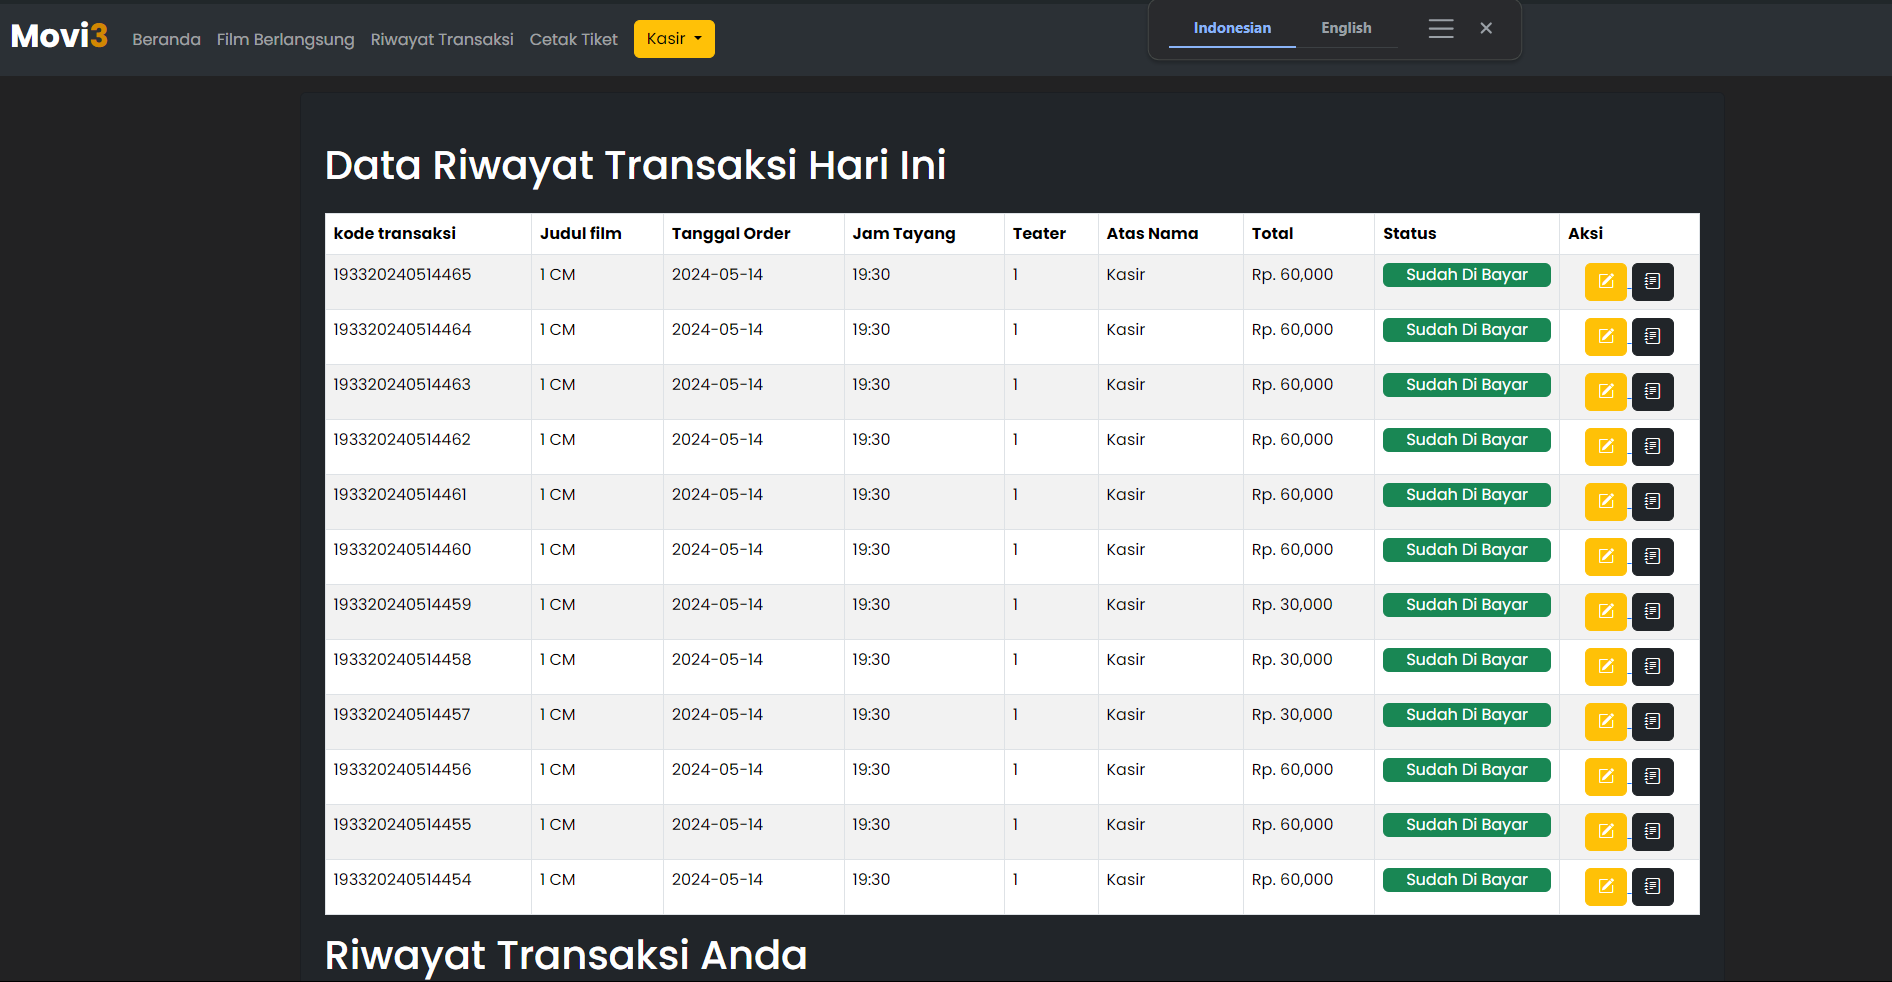 Movi3 Beranda Film Berlangsung Riwayat Transaksi Cetak Tiket Kasir Indonesian English
Data Riwayat Transaksi Hari Ini
kode transaksi Judul film Tanggal Order Jam Tayang Teater Atas Nama Total Status Aksi
193320240514465 1 CM 2024-05-14 19:30 1 Kasir Rp. 60,000 Sudah Di Bayar
193320240514464 1 CM 2024-05-14 19:30 1 Kasir Rp. 60,000 Sudah Di Bayar
193320240514463 1 CM 2024-05-14 19:30 1 Kasir Rp. 60,000 Sudah Di Bayar
193320240514462 1 CM 2024-05-14 19:30 1 Kasir Rp. 60,000 Sudah Di Bayar
193320240514461 1 CM 2024-05-14 19:30 1 Kasir Rp. 60,000 Sudah Di Bayar
193320240514460 1 CM 2024-05-14 19:30 1 Kasir Rp. 60,000 Sudah Di Bayar
193320240514459 1 CM 2024-05-14 19:30 1 Kasir Rp. 30,000 Sudah Di Bayar
193320240514458 1 CM 2024-05-14 19:30 1 Kasir Rp. 30,000 Sudah Di Bayar
193320240514457 1 CM 2024-05-14 19:30 1 Kasir Rp. 30,000 Sudah Di Bayar
193320240514456 1 CM 2024-05-14 19:30 1 Kasir Rp. 60,000 Sudah Di Bayar
193320240514455 1 CM 2024-05-14 19:30 1 Kasir Rp. 60,000 Sudah Di Bayar
193320240514454 1 CM 2024-05-14 19:30 1 Kasir Rp. 60,000 Sudah Di Bayar
Riwayat Transaksi Anda